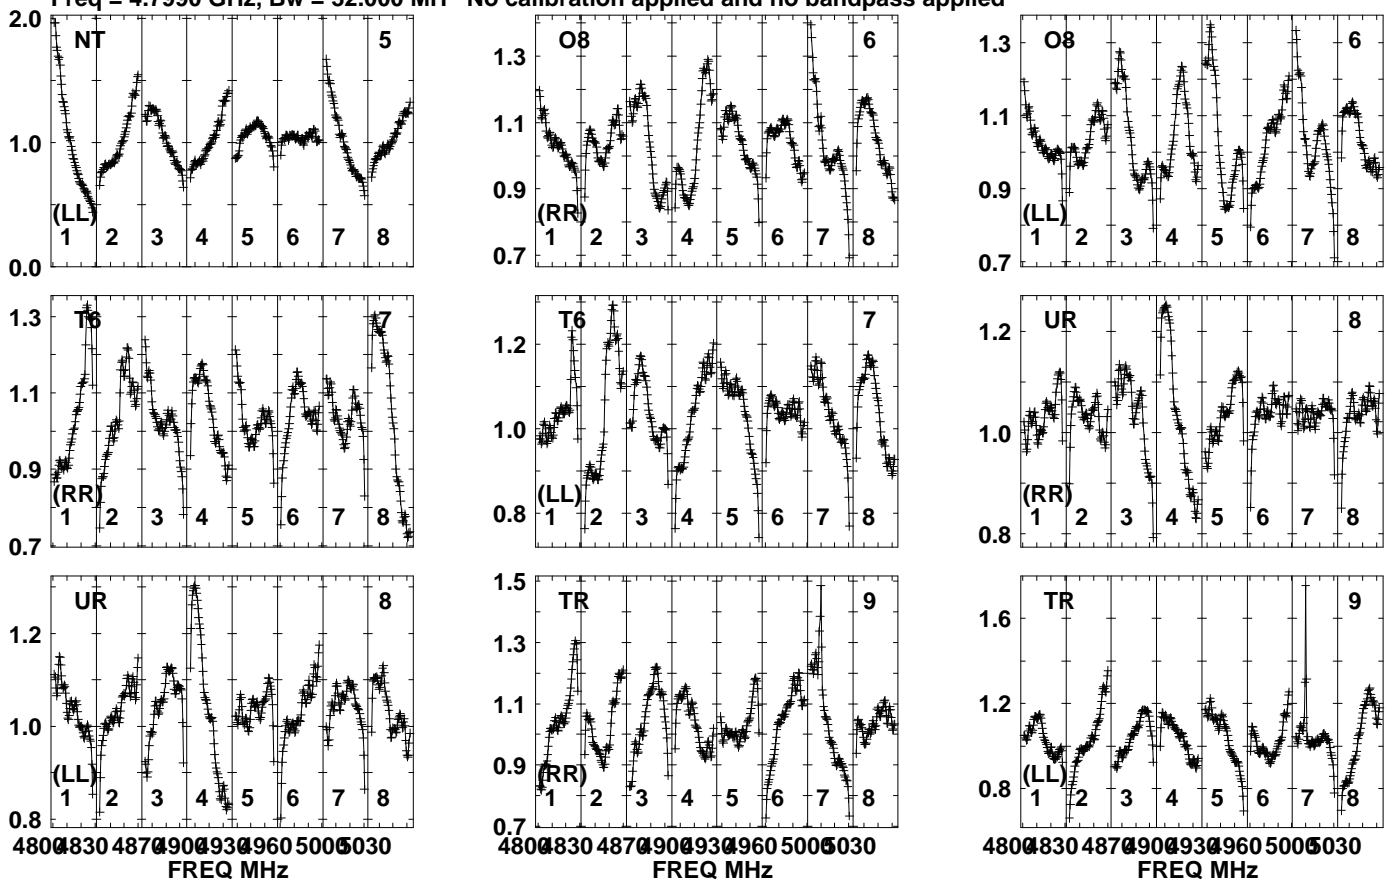 Freq = 4.7990 GHz, Bw = 32.000 MH No calibration applied and no bandpass applied
2.0
1.0
0.0
NT 5
(LL)
1 2 3 4 5 6 7 8
1.3
1.1
0.9
0.7
O8 6
(RR)
1 2 3 4 5 6 7 8
1.3
1.1
0.9
0.7
O8 6
(LL)
1 2 3 4 5 6 7 8
1.3
1.1
0.9
0.7
T6 7
(RR)
1 2 3 4 5 6 7 8
1.2
1.0
0.8
T6 7
(LL)
1 2 3 4 5 6 7 8
1.2
1.0
0.8
UR 8
(RR)
1 2 3 4 5 6 7 8
1.2
1.0
0.8
UR 8
(LL)
1 2 3 4 5 6 7 8
4800 4830 4870 4900 4930 4960 5000 5030
FREQ MHz
1.5
1.3
1.1
0.9
0.7
TR 9
(RR)
1 2 3 4 5 6 7 8
4800 4830 4870 4900 4930 4960 5000 5030
FREQ MHz
1.6
1.2
0.8
TR 9
(LL)
1 2 3 4 5 6 7 8
4800 4830 4870 4900 4930 4960 5000 5030
FREQ MHz